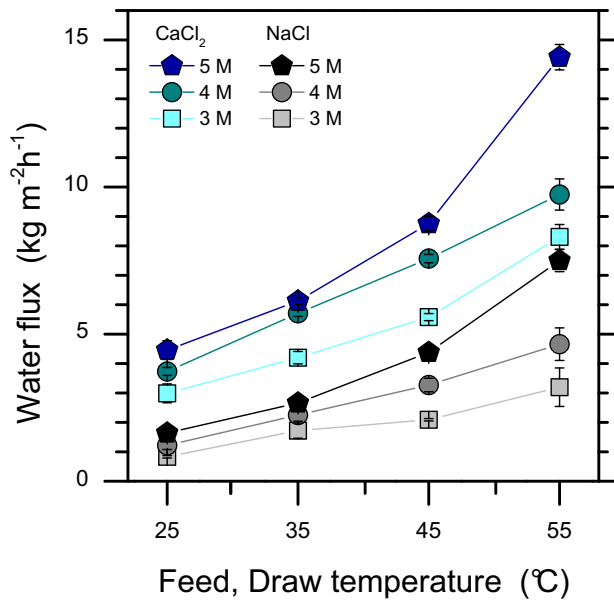 CaCl₂ NaCl
5 M 5 M
4 M 4 M
3 M 3 M
15
10
5
0
Water flux (kg m⁻²h⁻¹)
25 35 45 55
Feed, Draw temperature (°C)